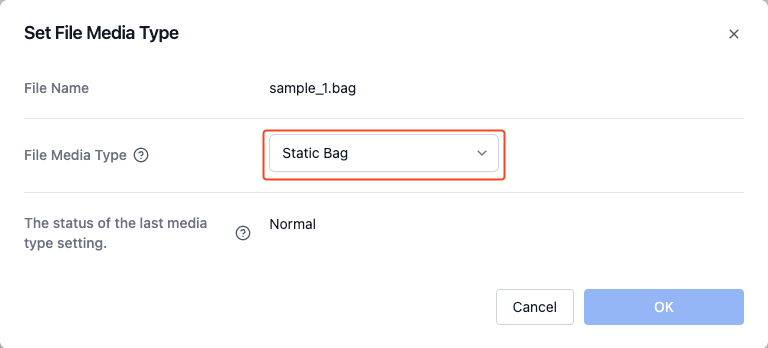 Set File Media Type
File Name
sample_1.bag
File Media Type
Static Bag
The status of the last media
type setting.
Normal
Cancel
OK